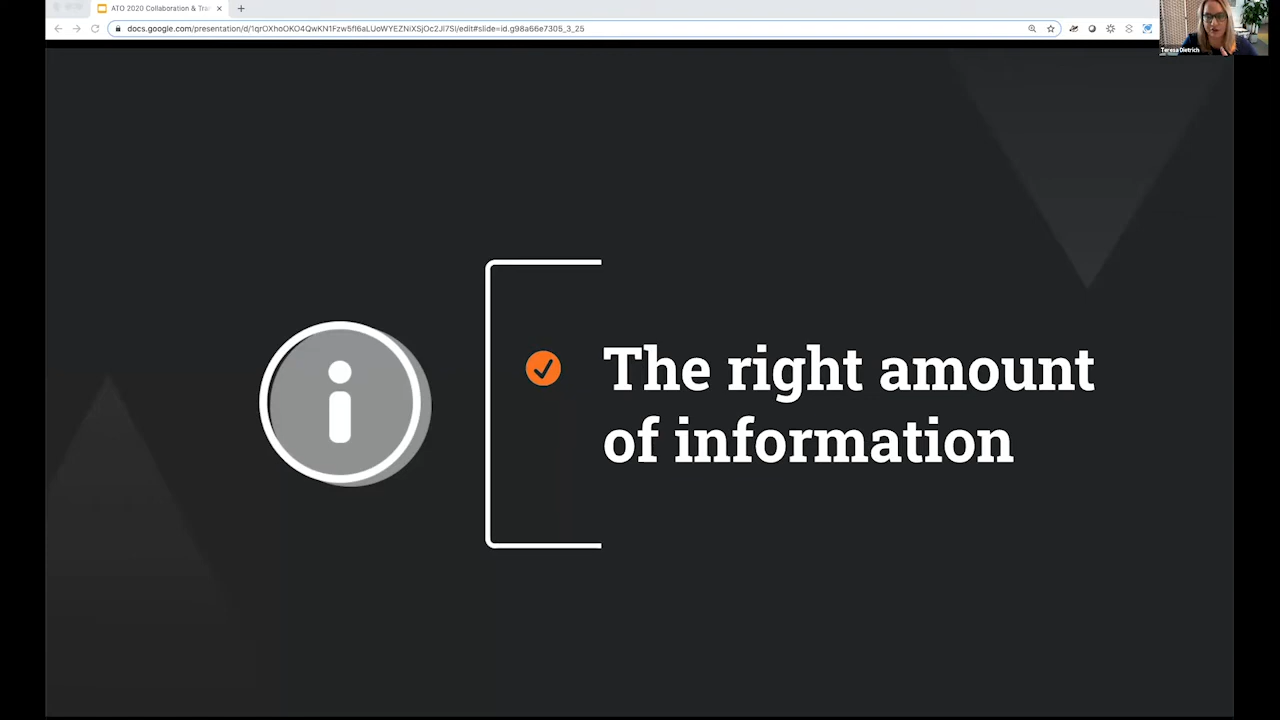 ATO 2020 Collaboration & Tra
docs.google.com/presentation/d/1qrOXhoOKO4QwKN1Fzw5fI6aLUoWYEZNiXSjOc2Jl7SI/edit#slide=id.g98a66e7305_3_25
Teresa Dietrich
The right amount
of information